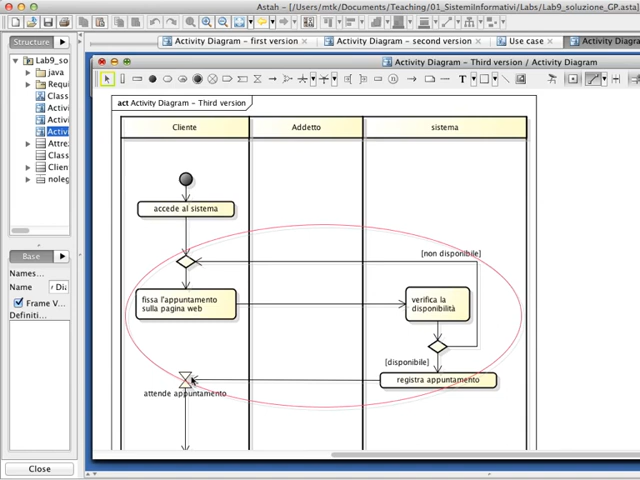 Astah - [/Users/mtk/Documents/Teaching/01_SistemiInformativi/Labs/Lab9_soluzione_GP.asta]
Structure
Activity Diagram - first version
Activity Diagram - second version
Use case
Activity Diagra
Lab9_so
java
Requi
Class
Activi
Activi
Activi
Attre
Class
Clien
noleg
Activity Diagram - Third version / Activity Diagram
T
act Activity Diagram - Third version
Cliente
Addetto
sistema
accede al sistema
[non disponibile]
fissa l'appuntamento
sulla pagina web
verifica la
disponibilità
[disponibile]
registra appuntamento
attende appuntamento
Base
Names...
Name
Frame V...
Definiti...
Close